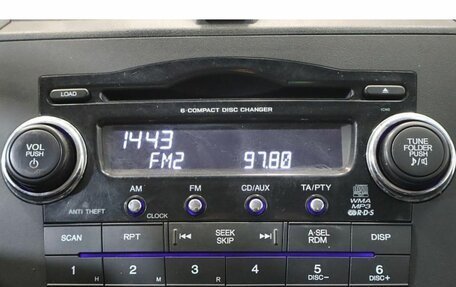 LOAD
6-COMPACT DISC CHANGER
1443
FM2 97.80
VOL
PUSH
TUNE
FOLDER
PUSH
AM FM CD/AUX TA/PTY
ANTI THEFT
CLOCK
WMA
MP3
R·D·S
SCAN RPT SEEK
SKIP A·SEL
RDM DISP
1 H 2 M 3 R 4 5 DISC− 6 DISC+